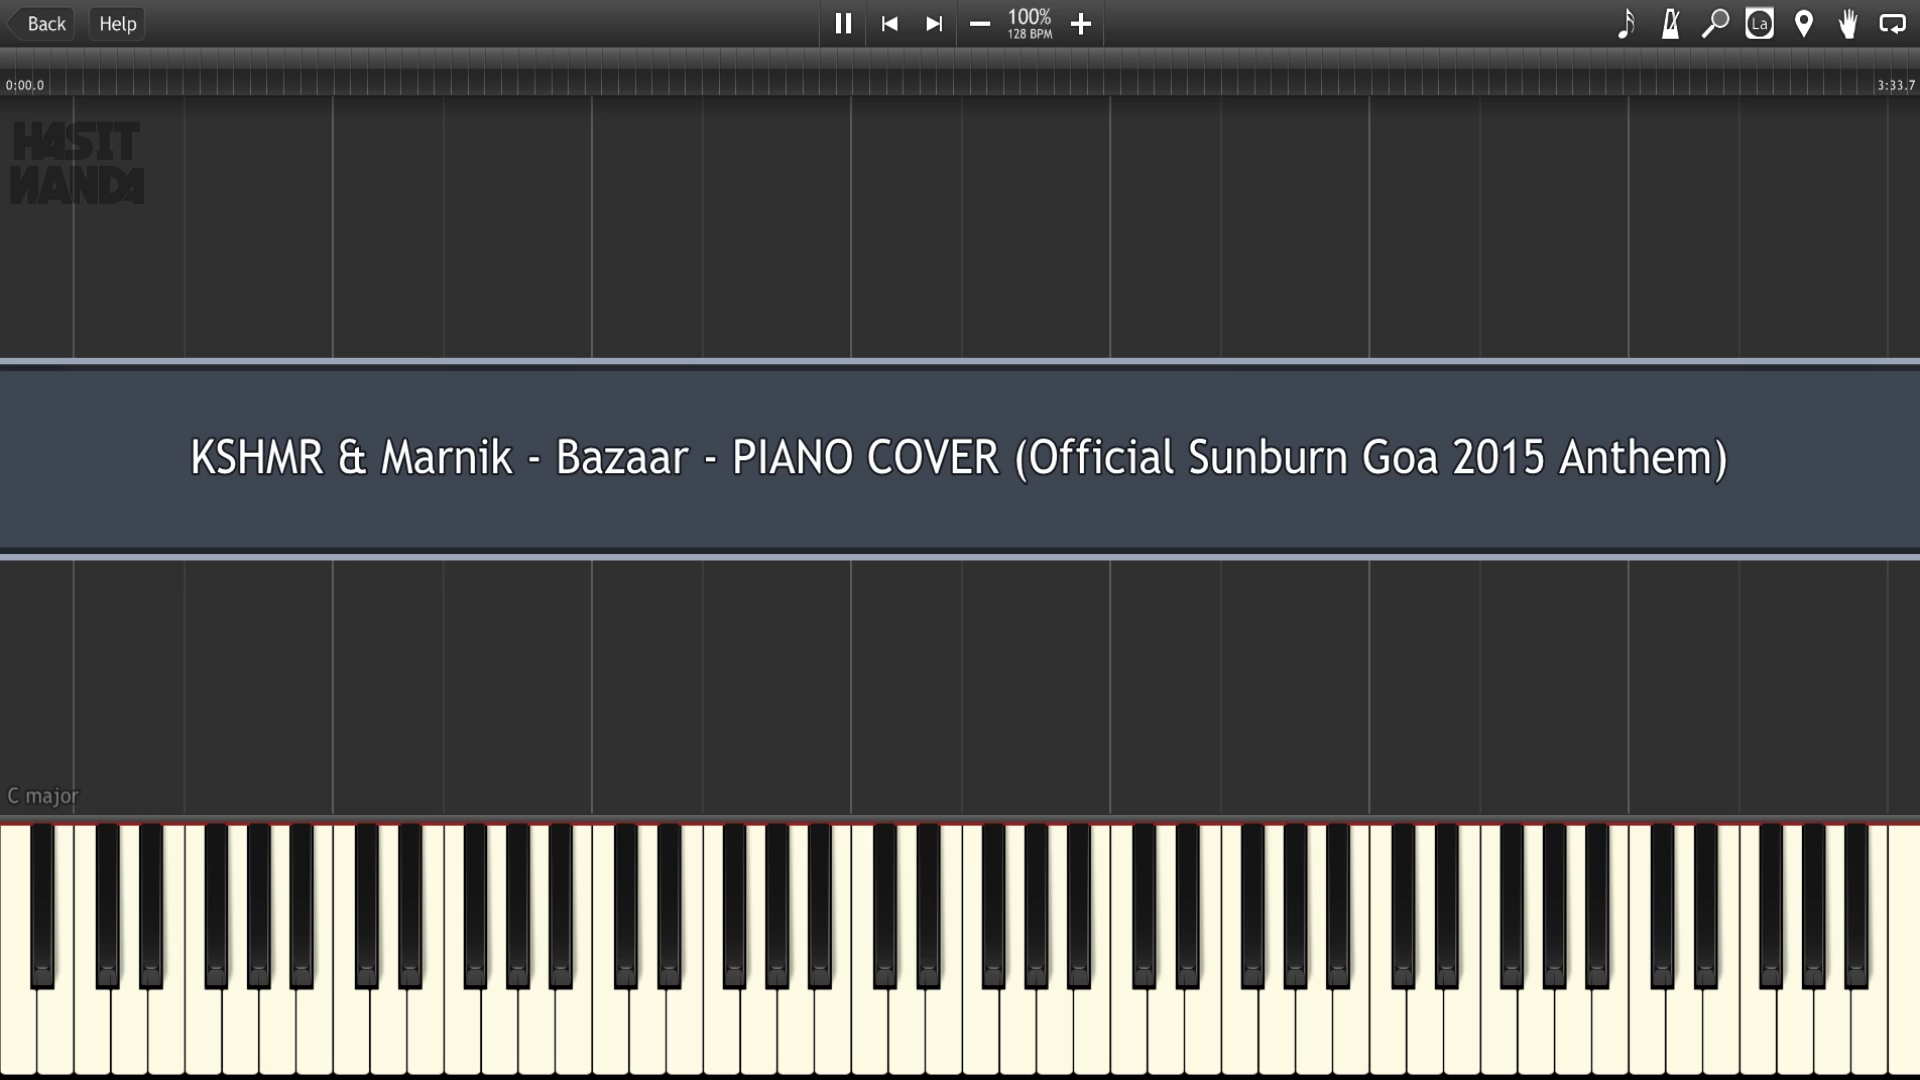 Back Help
100%
128 BPM
La
0:00.0 3:33.7
HASIT
NANDA
KSHMR & Marnik - Bazaar - PIANO COVER (Official Sunburn Goa 2015 Anthem)
C major